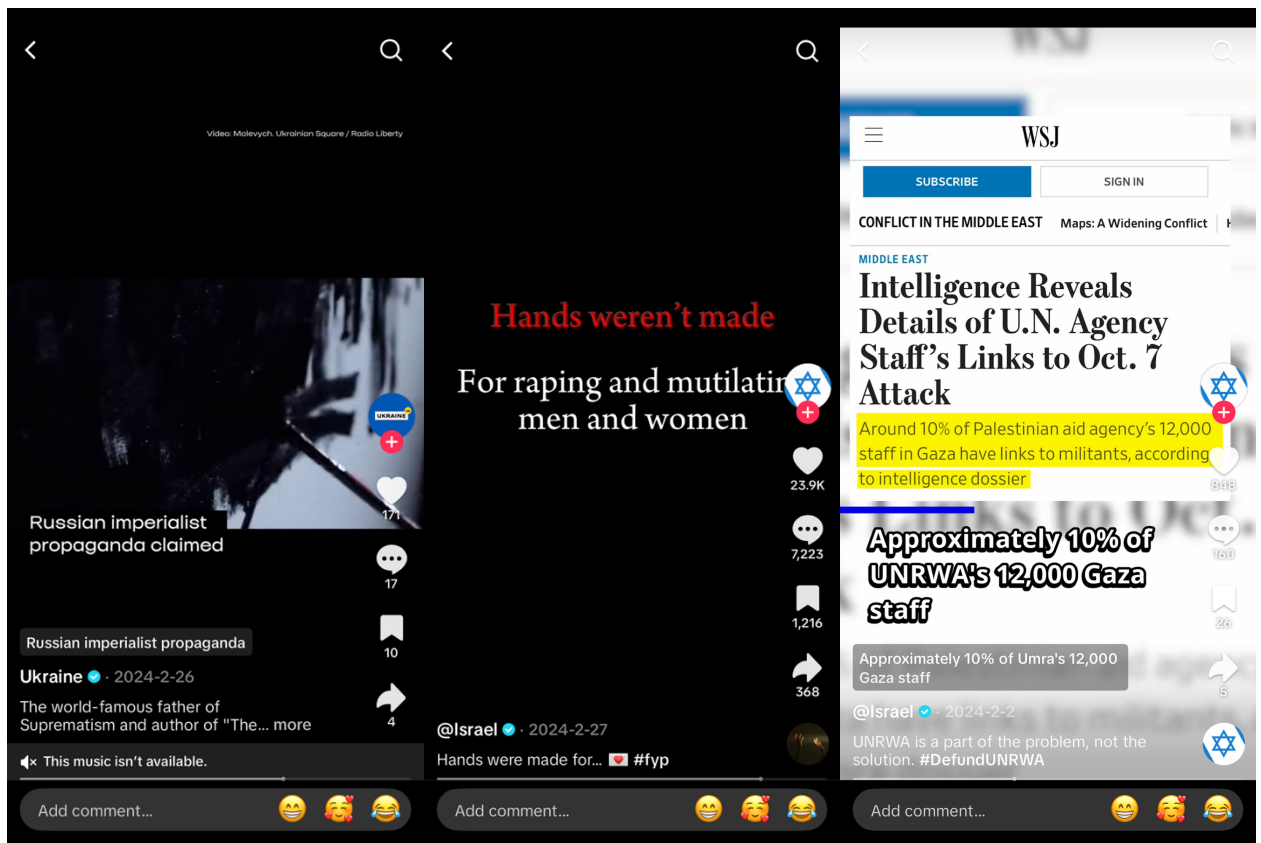 Video: Malevych. Ukrainian Square / Radio Liberty
UKRAINE
171
Russian imperialist
propaganda claimed
17
10
Russian imperialist propaganda
Ukraine · 2024-2-26
The world-famous father of
Suprematism and author of "The... more
4
This music isn't available.
Add comment...
Hands weren't made
For raping and mutilatin
men and women
23.9K
7,223
1,216
368
@Israel · 2024-2-27
Hands were made for... 💌 #fyp
Add comment...
WSJ
WSJ
SUBSCRIBE
SIGN IN
CONFLICT IN THE MIDDLE EAST Maps: A Widening Conflict
MIDDLE EAST
Intelligence Reveals
Details of U.N. Agency
Staff's Links to Oct. 7
Attack
Around 10% of Palestinian aid agency's 12,000
staff in Gaza have links to militants, according
to intelligence dossier
848
Approximately 10% of
UNRWA's 12,000 Gaza
staff
160
26
Approximately 10% of Umra's 12,000
Gaza staff
5
@Israel · 2024-2-2
UNRWA is a part of the problem, not the
solution. #DefundUNRWA
Add comment...